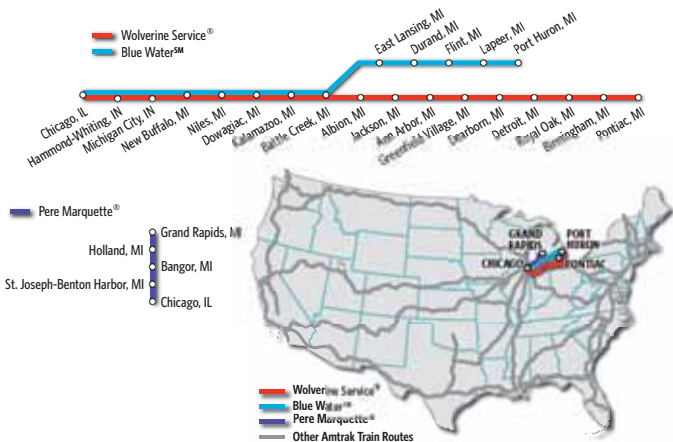 Wolverine Service®
Blue Water℠
East Lansing, MI
Durand, MI
Flint, MI
Lapeer, MI
Port Huron, MI
Chicago, IL
Hammond-Whiting, IN
Michigan City, IN
New Buffalo, MI
Niles, MI
Dowagiac, MI
Kalamazoo, MI
Battle Creek, MI
Albion, MI
Jackson, MI
Ann Arbor, MI
Greenfield Village, MI
Dearborn, MI
Detroit, MI
Royal Oak, MI
Birmingham, MI
Pontiac, MI
Pere Marquette®
Grand Rapids, MI
Holland, MI
Bangor, MI
St. Joseph-Benton Harbor, MI
Chicago, IL
GRAND
RAPIDS
PORT
HURON
CHICAGO
PONTIAC
Wolverine Service®
Blue Water℠
Pere Marquette®
Other Amtrak Train Routes